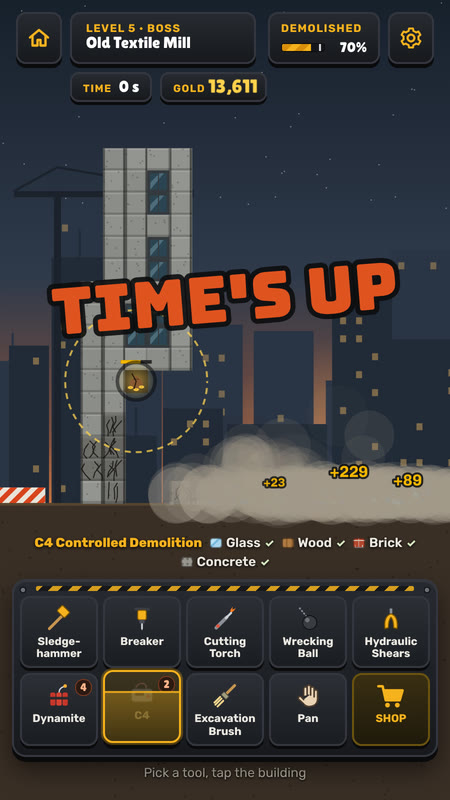 LEVEL 5 • BOSS
Old Textile Mill
DEMOLISHED
70%
TIME 0 s
GOLD 13,611
TIME'S UP
+23
+229
+89
C4 Controlled Demolition Glass ✓ Wood ✓ Brick ✓
Concrete ✓
Sledge-
hammer
Breaker
Cutting
Torch
Wrecking
Ball
Hydraulic
Shears
4
Dynamite
2
C4
Excavation
Brush
Pan
SHOP
Pick a tool, tap the building